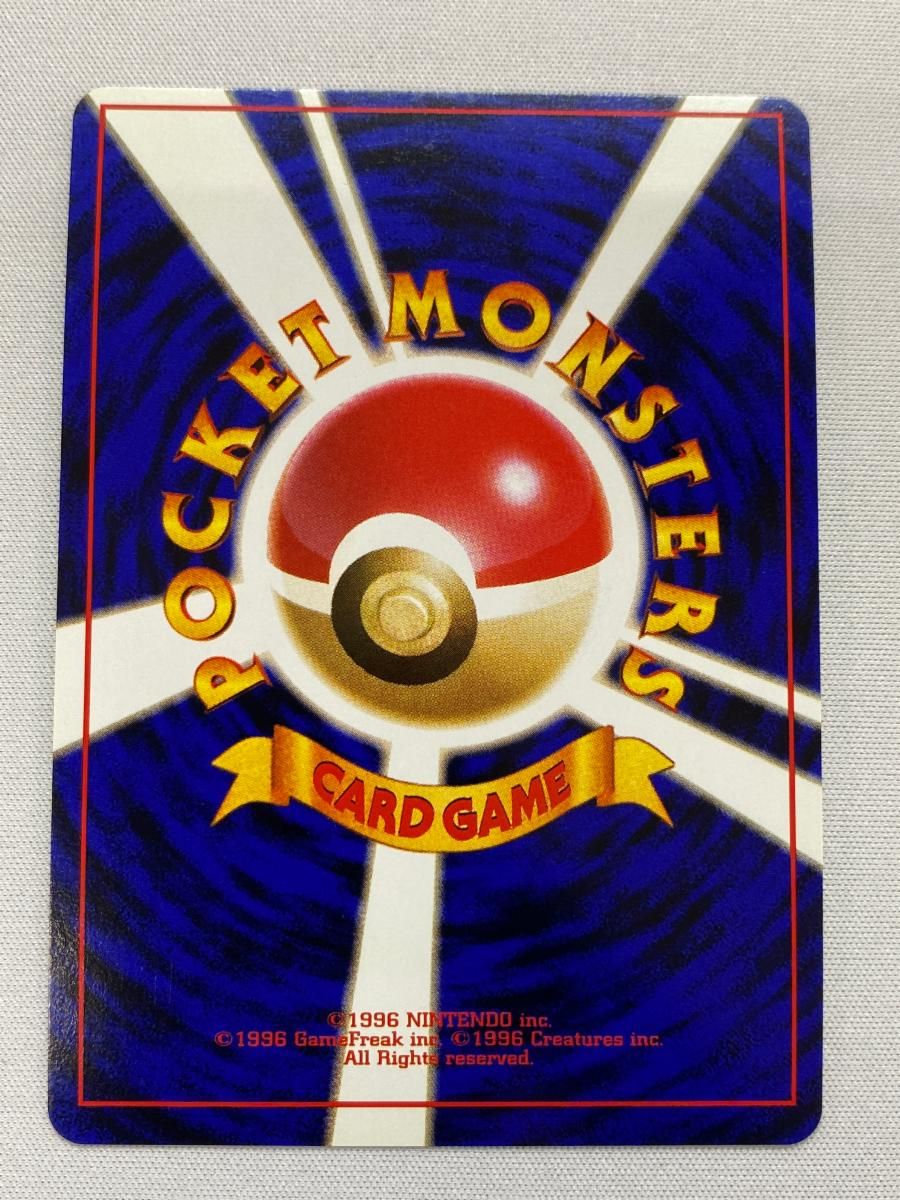 POCKET MONSTERS
CARD GAME
©1996 NINTENDO inc.
©1996 GameFreak inc. ©1996 Creatures inc.
All Rights reserved.